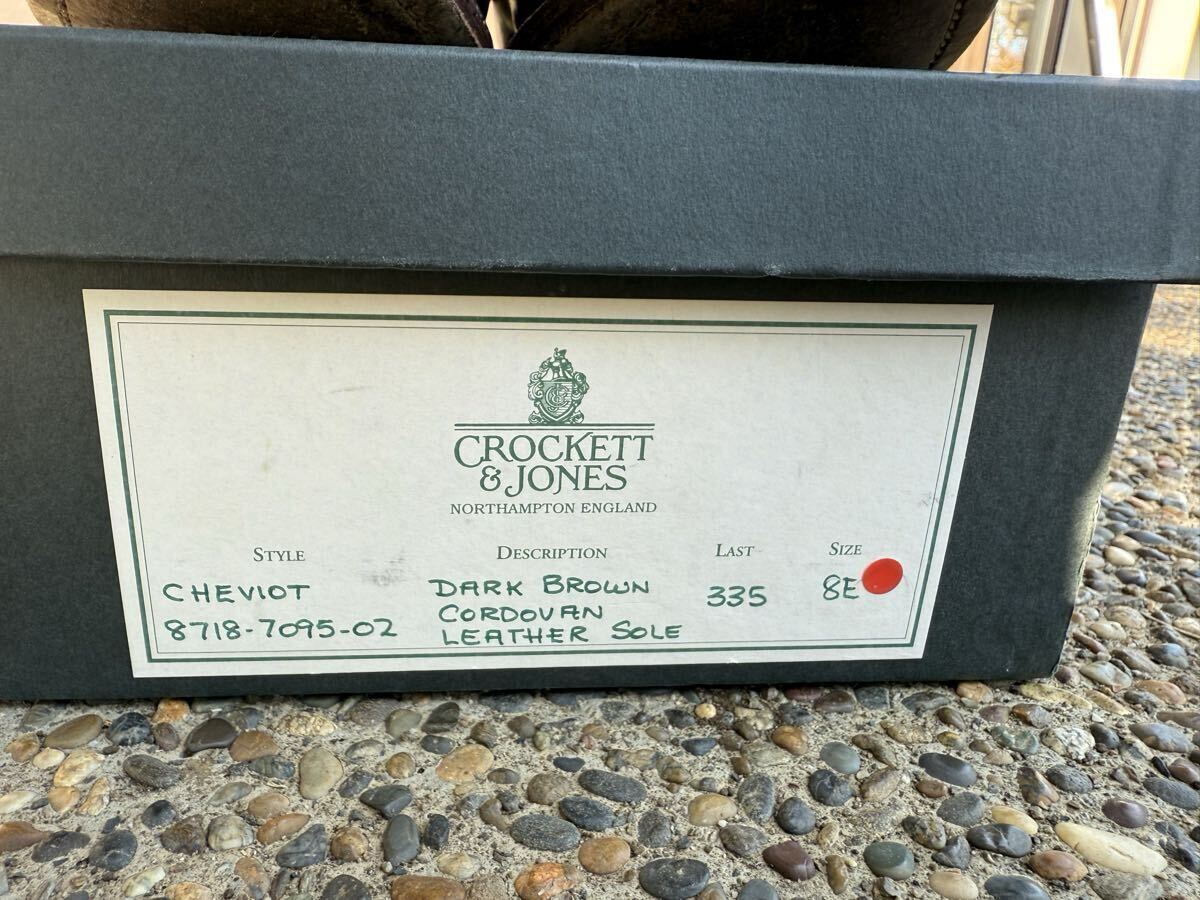 CROCKETT
& JONES
NORTHAMPTON ENGLAND
STYLE DESCRIPTION LAST SIZE
CHEVIOT DARK BROWN 335 8E
8718-7095-02 CORDOVAN
LEATHER SOLE